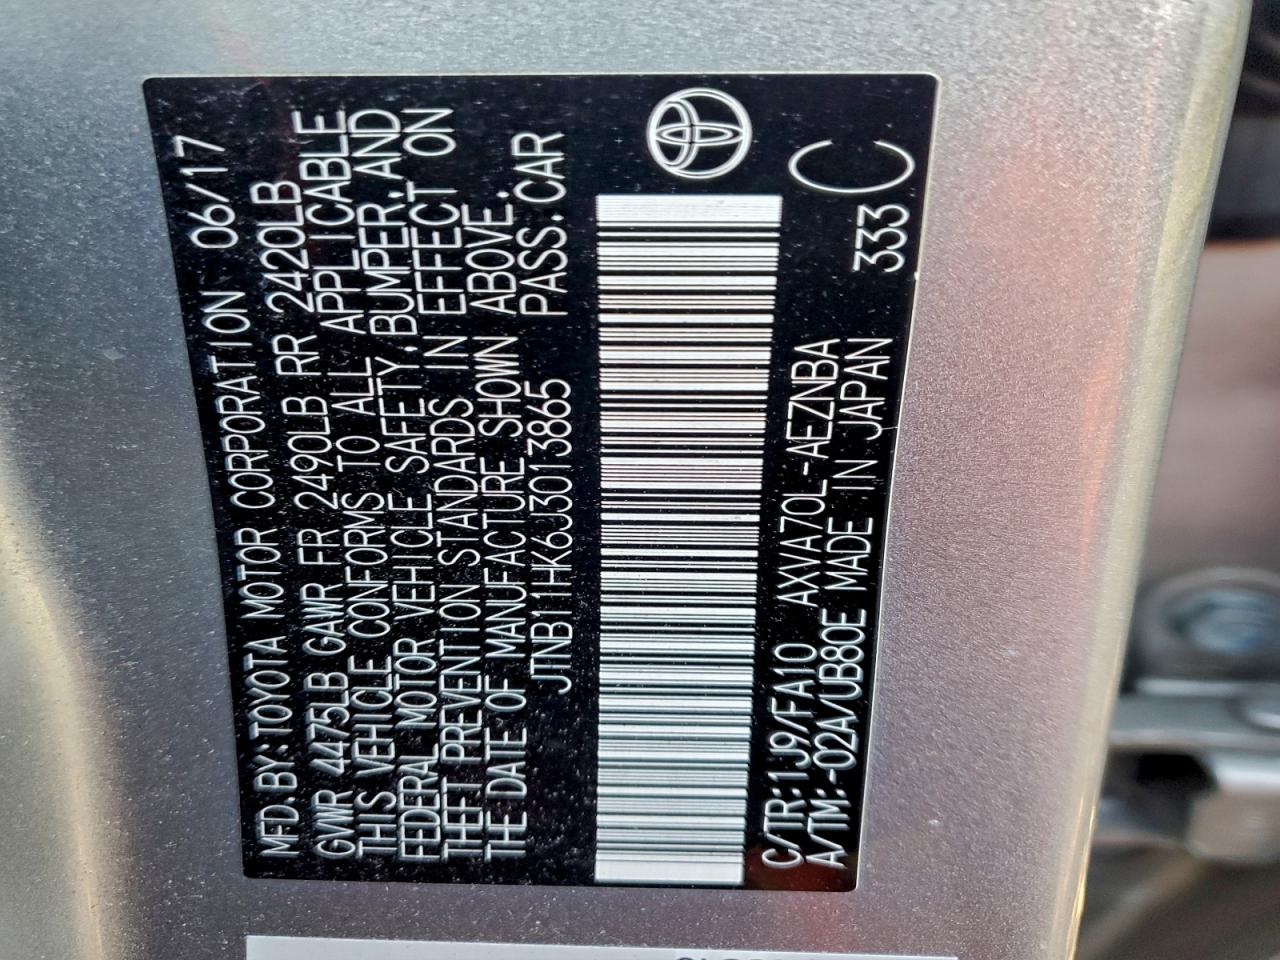 MFD.BY:TOYOTA MOTOR CORPORATION 06/17
GVWR 4475LB GAWR FR 2490LB RR 2420LB
THIS VEHICLE CONFORMS TO ALL APPLICABLE
FEDERAL MOTOR VEHICLE SAFETY,BUMPER,AND
THEFT PREVENTION STANDARDS IN EFFECT ON
THE DATE OF MANUFACTURE SHOWN ABOVE.
JTNB11HK6J3013865 PASS.CAR
C/TR:1J9/FA10 AXVA70L-AEZNBA
A/TM:-02A/UB80E MADE IN JAPAN
333 C